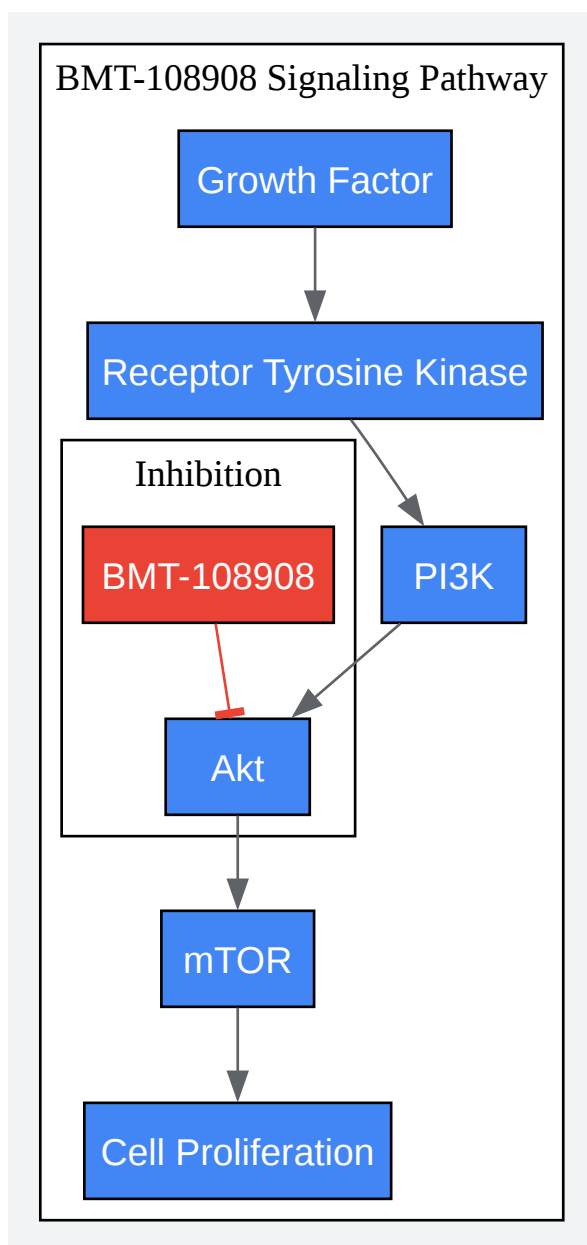 BMT-108908 Signaling Pathway
Growth Factor
Receptor Tyrosine Kinase
Inhibition
BMT-108908
PI3K
Akt
mTOR
Cell Proliferation